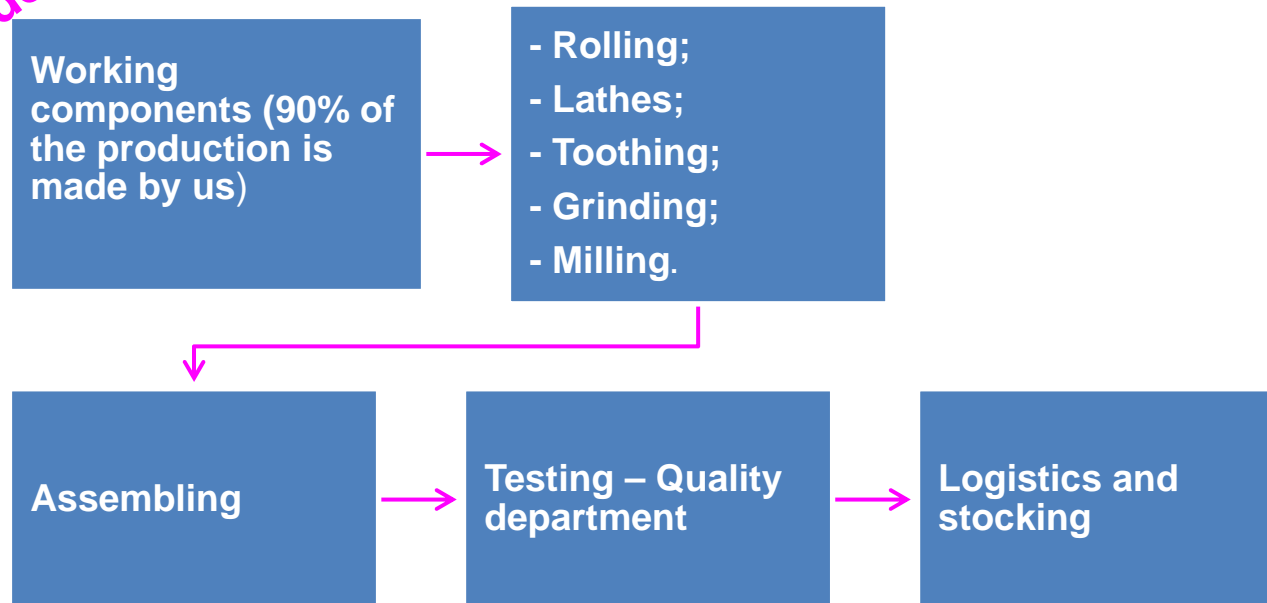 Working
components (90% of
the production is
made by us)
- Rolling;
- Lathes;
- Toothing;
- Grinding;
- Milling.
Assembling
Testing – Quality
department
Logistics and
stocking